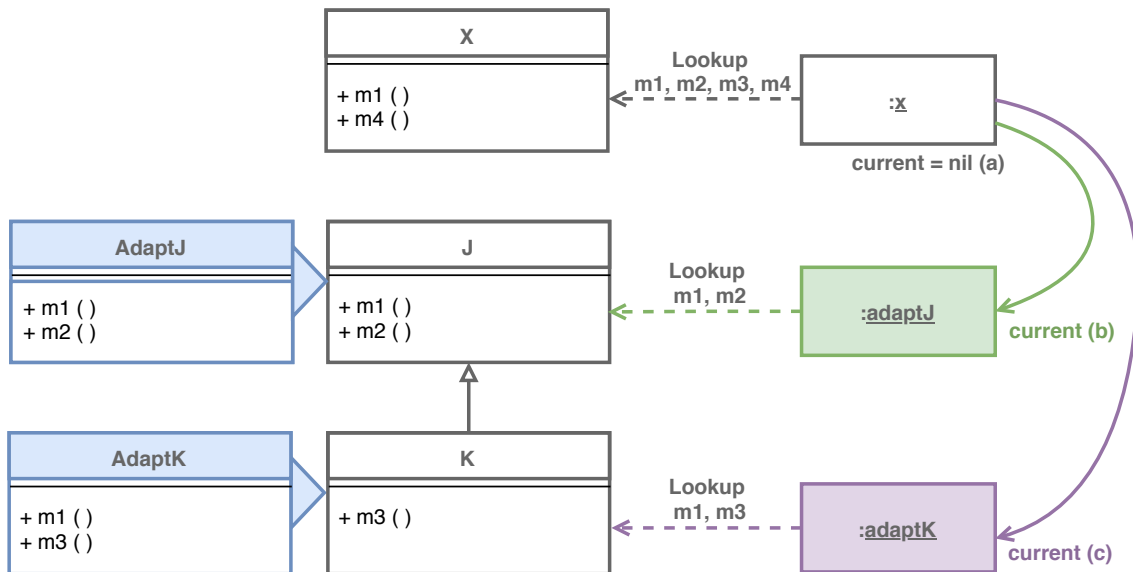 X
+ m1 ( )
+ m4 ( )
Lookup
m1, m2, m3, m4
:x
current = nil (a)
AdaptJ
+ m1 ( )
+ m2 ( )
J
+ m1 ( )
+ m2 ( )
Lookup
m1, m2
:adaptJ
current (b)
AdaptK
+ m1 ( )
+ m3 ( )
K
+ m3 ( )
Lookup
m1, m3
:adaptK
current (c)